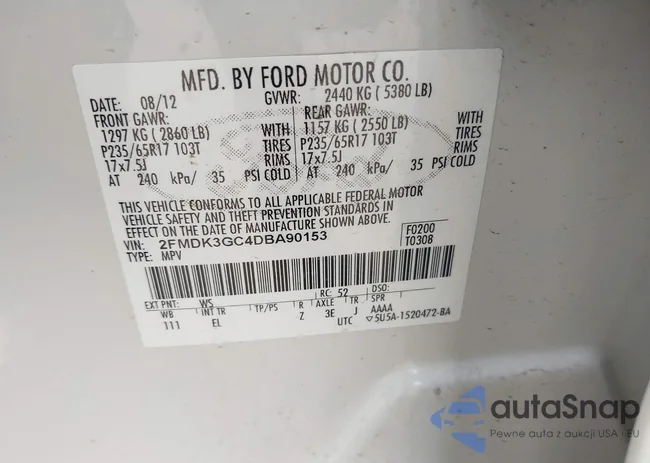 MFD. BY FORD MOTOR CO.
DATE: 08/12 GVWR: 2440 KG ( 5380 LB)
FRONT GAWR: REAR GAWR:
1297 KG ( 2860 LB) WITH 1157 KG ( 2550 LB) WITH
P235/65R17 103T TIRES P235/65R17 103T TIRES
17x7.5J RIMS 17x7.5J RIMS
AT 240 kPa/ 35 PSI COLD AT 240 kPa/ 35 PSI COLD
THIS VEHICLE CONFORMS TO ALL APPLICABLE FEDERAL MOTOR
VEHICLE SAFETY AND THEFT PREVENTION STANDARDS IN
EFFECT ON THE DATE OF MANUFACTURE SHOWN ABOVE.
VIN: 2FMDK3GC4DBA90153 F0200
TYPE: MPV T0308
EXT PNT: WS RC: 52 DSO:
WB INT TR TP/PS R AXLE TR SPR
111 EL Z 3E J AAAA
UTC ▽5U5A-1520472-BA
autaSnap
Pewne auta z aukcji USA i EU